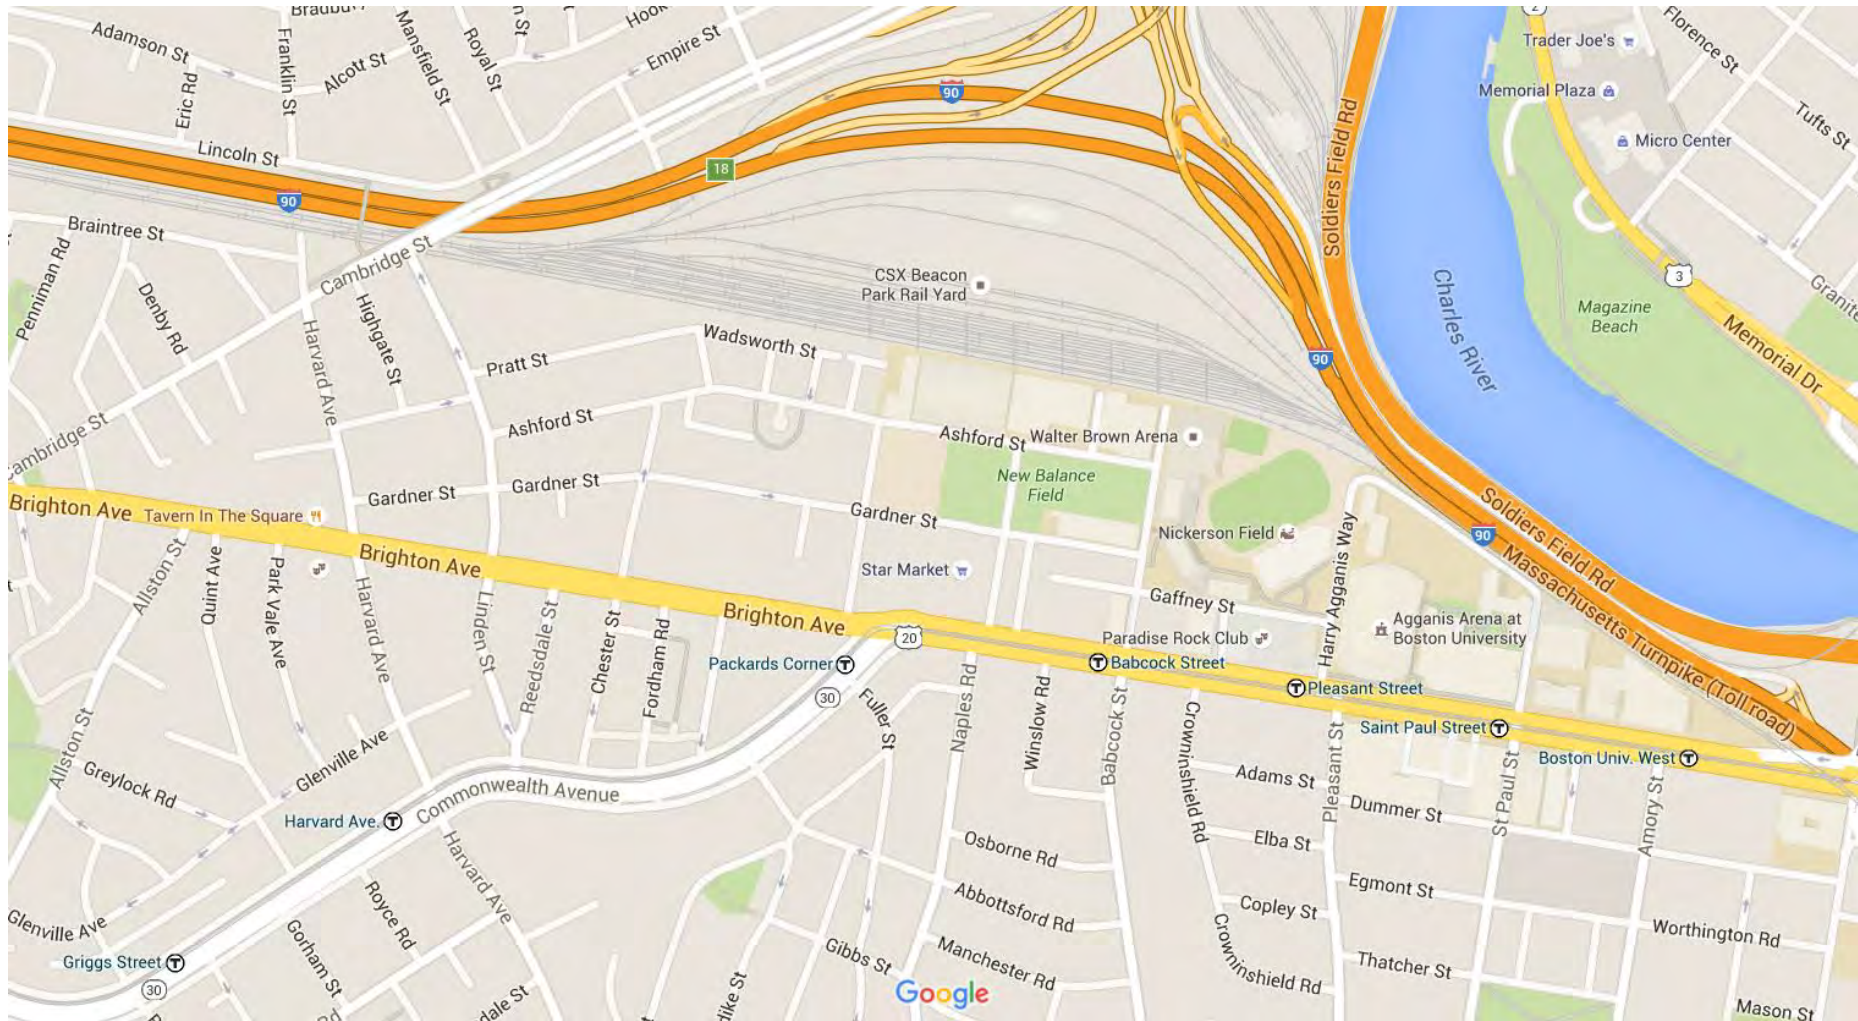 Adamson St
Franklin St
Mansfield St
Royal St
Empire St
Alcott St
Eric Rd
Lincoln St
90
18
90
Soldiers Field Rd
2
Trader Joe's
Florence St
Memorial Plaza
Micro Center
Tufts St
Braintree St
Penniman Rd
Denby Rd
Cambridge St
Highgate St
Harvard Ave
CSX Beacon
Park Rail Yard
Charles River
Magazine
Beach
3
Memorial Dr
90
Pratt St
Wadsworth St
Ashford St
Ashford St
Walter Brown Arena
New Balance
Field
Brighton Ave
Tavern In The Square
Gardner St
Gardner St
Gardner St
Nickerson Field
Harry Agganis Way
90
Soldiers Field Rd
Massachusetts Turnpike (Toll road)
Allston St
Quint Ave
Park Vale Ave
Brighton Ave
Harvard Ave
Linden St
Reedsdale St
Chester St
Fordham Rd
Brighton Ave
Star Market
20
Gaffney St
Paradise Rock Club
Agganis Arena at
Boston University
Packards Corner
30
Fuller St
Naples Rd
Winslow Rd
Babcock Street
Babcock St
Crowninshield Rd
Pleasant Street
Pleasant St
Saint Paul Street
St Paul St
Boston Univ. West
Amory St
Allston St
Greylock Rd
Glenville Ave
Harvard Ave.
Commonwealth Avenue
Harvard Ave
Adams St
Dummer St
Elba St
Osborne Rd
Egmont St
Abbottsford Rd
Copley St
Worthington Rd
Glenville Ave
Royce Rd
Gorham St
Griggs Street
30
Gibbs St
Manchester Rd
Crowninshield Rd
Thatcher St
Mason St
Google